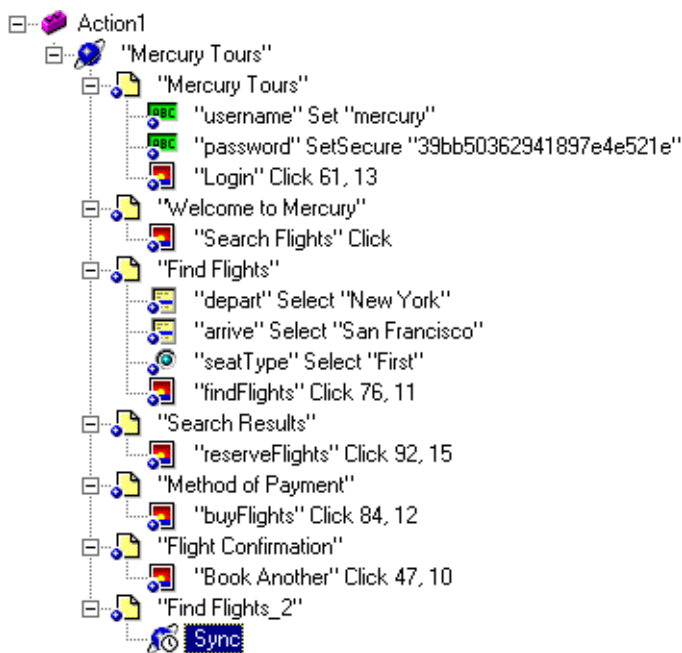 Action1
"Mercury Tours"
"Mercury Tours"
ABC "username" Set "mercury"
ABC "password" SetSecure "39bb50362941897e4e521e"
"Login" Click 61, 13
"Welcome to Mercury"
"Search Flights" Click
"Find Flights"
"depart" Select "New York"
"arrive" Select "San Francisco"
"seatType" Select "First"
"findFlights" Click 76, 11
"Search Results"
"reserveFlights" Click 92, 15
"Method of Payment"
"buyFlights" Click 84, 12
"Flight Confirmation"
"Book Another" Click 47, 10
"Find Flights_2"
Sync